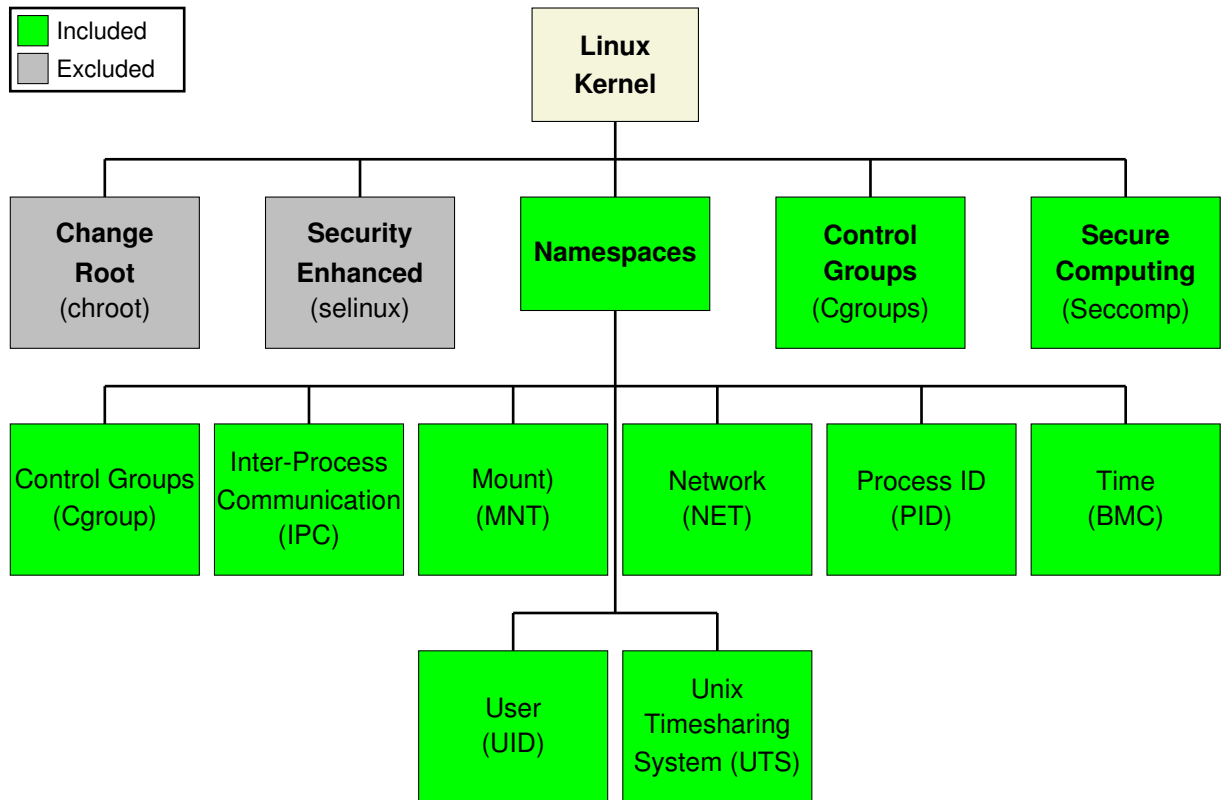 Included
Excluded
Linux
Kernel
Change
Root
(chroot)
Security
Enhanced
(selinux)
Namespaces
Control
Groups
(Cgroups)
Secure
Computing
(Seccomp)
Control Groups
(Cgroup)
Inter-Process
Communication
(IPC)
Mount)
(MNT)
Network
(NET)
Process ID
(PID)
Time
(BMC)
User
(UID)
Unix
Timesharing
System (UTS)